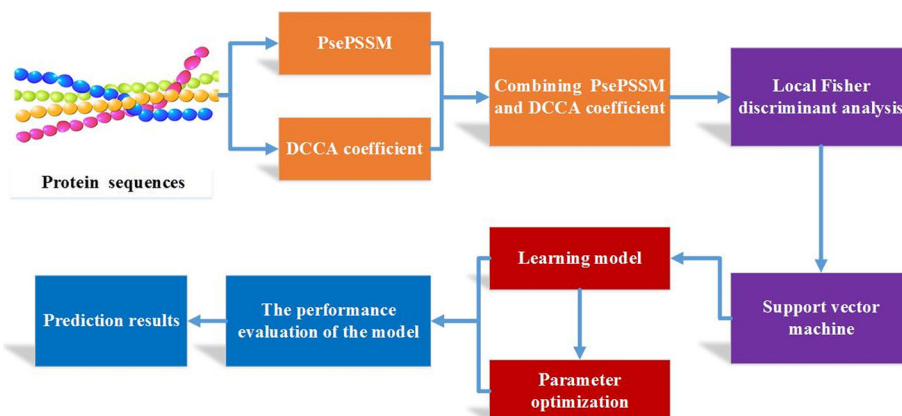 PsePSSM
DCCA coefficient
Protein sequences
Combining PsePSSM
and DCCA coefficient
Local Fisher
discriminant analysis
Support vector
machine
Learning model
Parameter
optimization
The performance
evaluation of the model
Prediction results